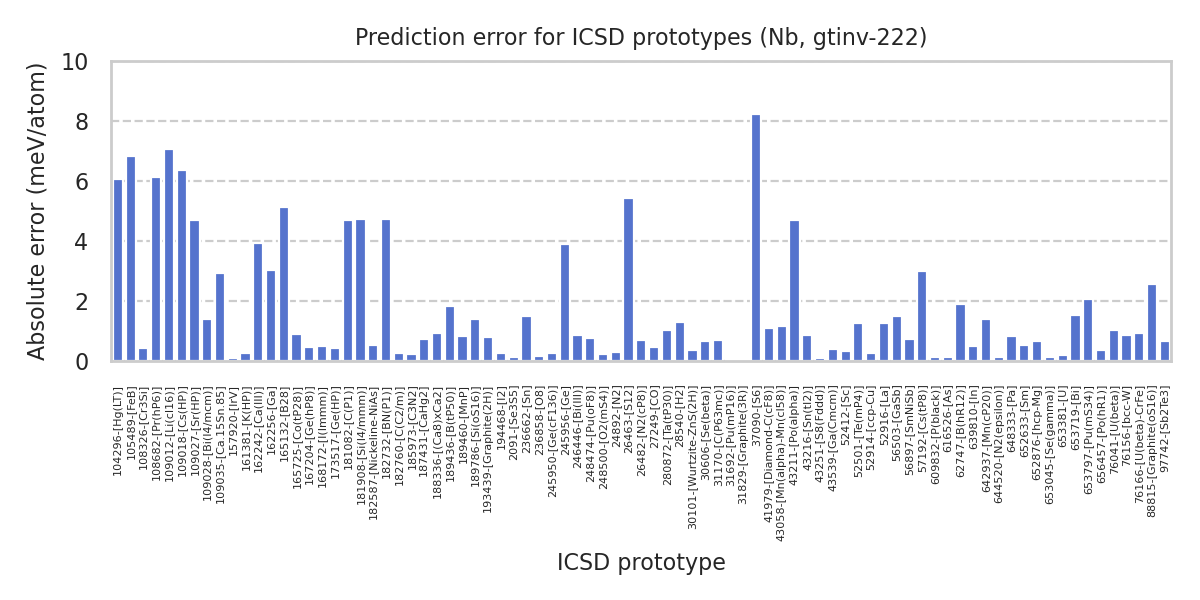 Prediction error for ICSD prototypes (Nb, gtinv-222)
Absolute error (meV/atom)
10
8
6
4
2
0
104296-[Hg(LT)]
105489-[FeB]
108326-[Cr3Si]
108682-[Pr(hP6)]
109012-[Li(cI16)]
109018-[Cs(HP)]
109027-[Sr(HP)]
109028-[Bi(I4/mcm)]
109035-[Ca.15Sn.85]
157920-[IrV]
161381-[K(HP)]
162242-[Ca(III)]
162256-[Ga]
165132-[B28]
16725-[Co(tP28)]
167204-[Ge(hP8)]
168172-[I(Immm)]
173517-[Ge(HP)]
181082-[C(P1)]
181908-[Si(I4/mmm)]
182587-[Nickeline-NiAs]
182732-[BN(P1)]
182760-[C(C2/m)]
185973-[C3N2]
187431-[CaHg2]
188336-[(Ca8)xCa2]
189436-[B(tP50)]
189460-[MnP]
189786-[Si(oS16)]
193439-[Graphite(2H)]
194468-[I2]
2091-[Se3S5]
236662-[Sn]
236858-[O8]
245950-[Ge(cF136)]
245956-[Ge]
246446-[Bi(III)]
248474-[Pu(oF8)]
248500-[O2(mS4)]
24892-[N2]
26463-[S12]
26482-[N2(cP8)]
27249-[CO]
280872-[Ta(tP30)]
28540-[H2]
30101-[Wurtzite-ZnS(2H)]
30606-[Se(beta)]
31170-[C(P63mc)]
31692-[Pu(mP16)]
31829-[Graphite(3R)]
37090-[S6]
41979-[Diamond-C(cF8)]
43058-[Mn(alpha)-Mn(cI58)]
43211-[Po(alpha)]
43216-[Sn(tI2)]
43251-[S8(Fddd)]
43539-[Ga(Cmcm)]
52412-[Sc]
52501-[Te(mP4)]
52914-[ccp-Cu]
52916-[La]
56503-[GaSb]
56897-[SmNiSb]
57192-[Cs(tP8)]
609832-[P(black)]
616526-[As]
62747-[B(hR12)]
639810-[In]
642937-[Mn(cP20)]
644520-[N2(epsilon)]
648333-[Pa]
652633-[Sm]
652876-[hcp-Mg]
653045-[Se(gamma)]
653381-[U]
653719-[Bi]
653797-[Pu(mS34)]
656457-[Po(hR1)]
76041-[U(beta)]
76156-[bcc-W]
76166-[U(beta)-CrFe]
88815-[Graphite(oS16)]
97742-[Sb2Te3]
ICSD prototype